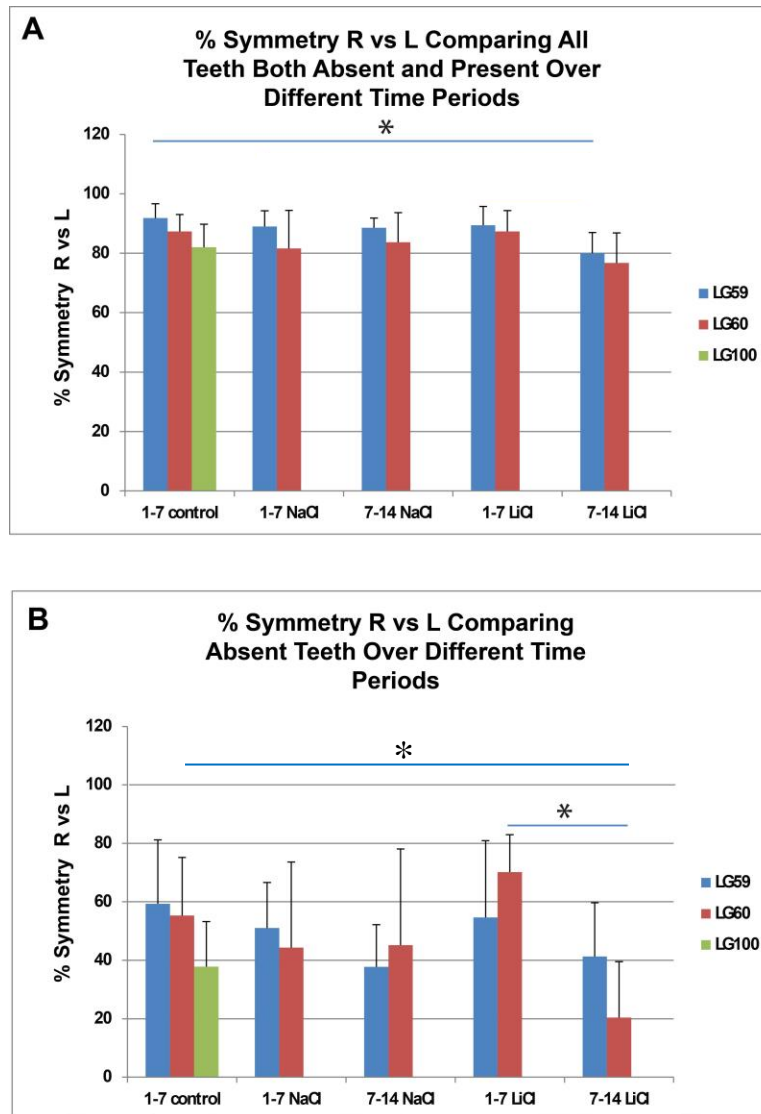 A
% Symmetry R vs L Comparing All
Teeth Both Absent and Present Over
Different Time Periods
120
*
100
80
60
40
20
0
% Symmetry R vs L
LG59
LG60
LG100
1-7 control 1-7 NaCl 7-14 NaCl 1-7 LiCl 7-14 LiCl
B
% Symmetry R vs L Comparing
Absent Teeth Over Different Time
Periods
120
*
100
*
80
60
40
20
0
% Symmetry R vs L
LG59
LG60
LG100
1-7 control 1-7 NaCl 7-14 NaCl 1-7 LiCl 7-14 LiCl